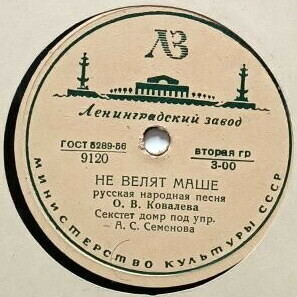 ЛЗ
Ленинградский завод
ГОСТ 5289-56
9120
вторая гр
3-00
НЕ ВЕЛЯТ МАШЕ
русская народная песня
О. В. Ковалева
Секстет домр под упр.
А. С. Семенова
МИНИСТЕРСТВО КУЛЬТУРЫ СССР